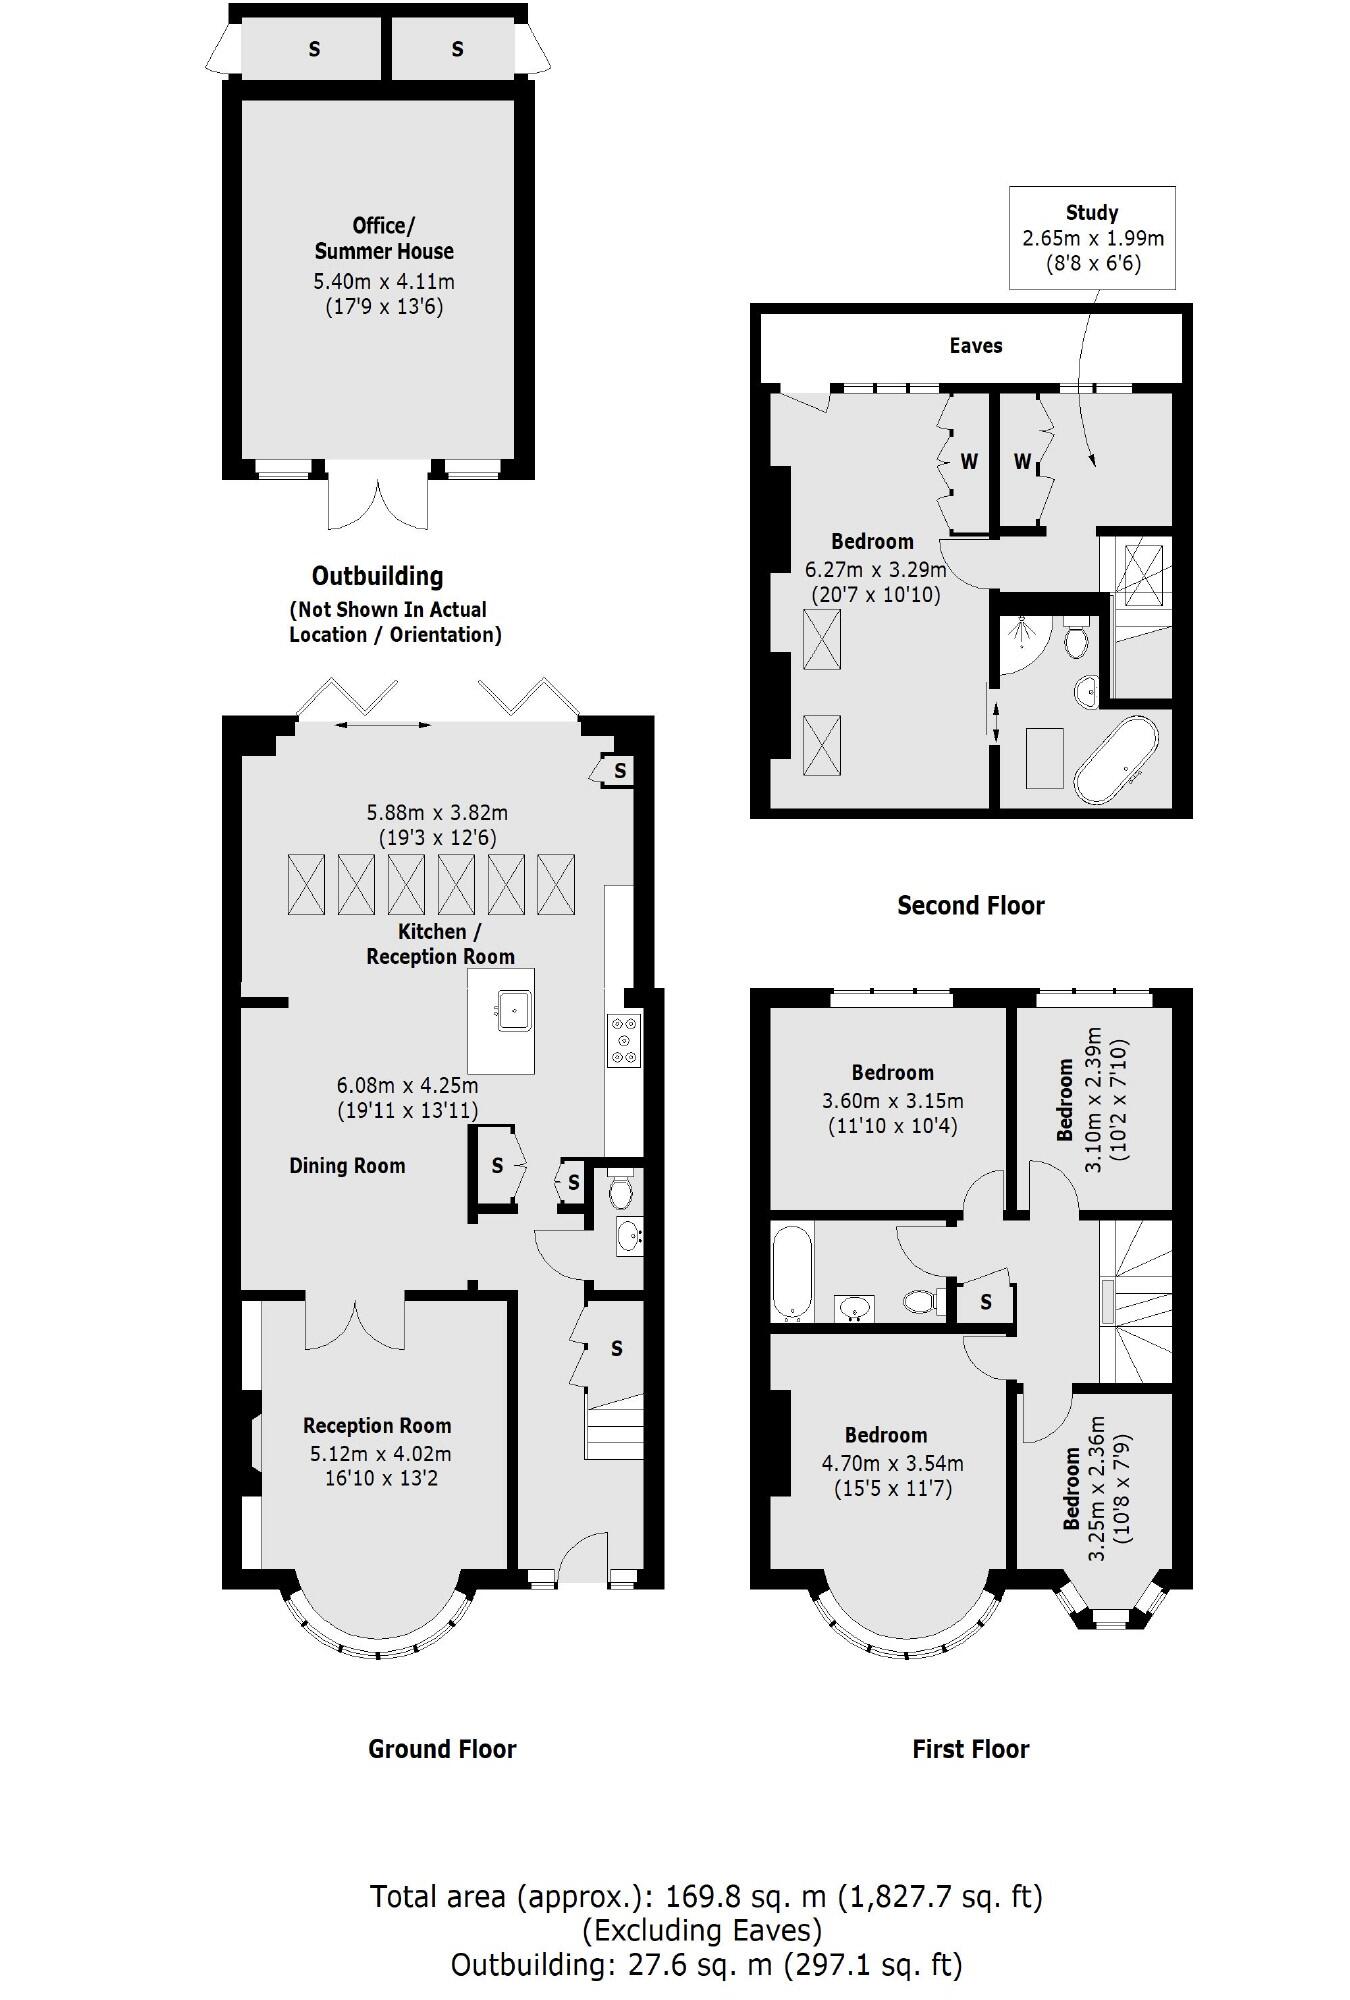 S
S
Office/
Summer House
5.40m x 4.11m
(17'9 x 13'6)
Outbuilding
(Not Shown In Actual
Location / Orientation)
Study
2.65m x 1.99m
(8'8 x 6'6)
Eaves
W
W
Bedroom
6.27m x 3.29m
(20'7 x 10'10)
Second Floor
S
5.88m x 3.82m
(19'3 x 12'6)
Kitchen /
Reception Room
6.08m x 4.25m
(19'11 x 13'11)
Dining Room
S
S
S
Reception Room
5.12m x 4.02m
16'10 x 13'2
Ground Floor
Bedroom
3.60m x 3.15m
(11'10 x 10'4)
Bedroom
3.10m x 2.39m
(10'2 x 7'10)
S
Bedroom
4.70m x 3.54m
(15'5 x 11'7)
Bedroom
3.25m x 2.36m
(10'8 x 7'9)
First Floor
Total area (approx.): 169.8 sq. m (1,827.7 sq. ft)
(Excluding Eaves)
Outbuilding: 27.6 sq. m (297.1 sq. ft)